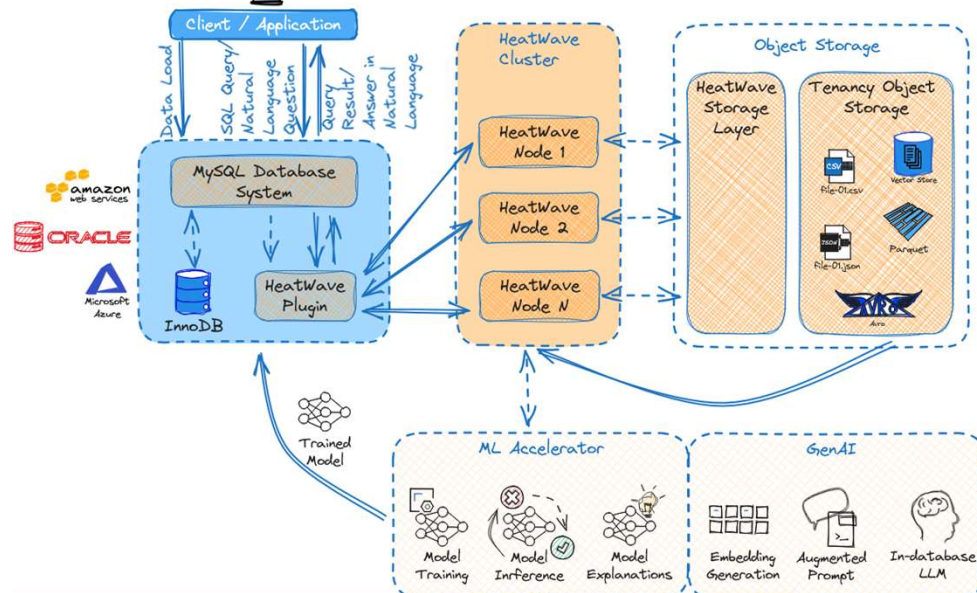 Client / Application
Data Load
SQL Query/
Natural
Language
Question
Query
Result/
Answer in
Natural
Language
MySQL Database
System
InnoDB
HeatWave
Plugin
amazon
web services
ORACLE
Microsoft
Azure
HeatWave
Cluster
HeatWave
Node 1
HeatWave
Node 2
HeatWave
Node N
Object Storage
HeatWave
Storage
Layer
Tenancy Object
Storage
CSV
file-01.csv
Vector Store
JSON
file-01.json
Parquet
AVRO
Avro
Trained
Model
ML Accelerator
Model
Training
Model
Inrference
Model
Explanations
GenAI
Embedding
Generation
Augmented
Prompt
In-database
LLM